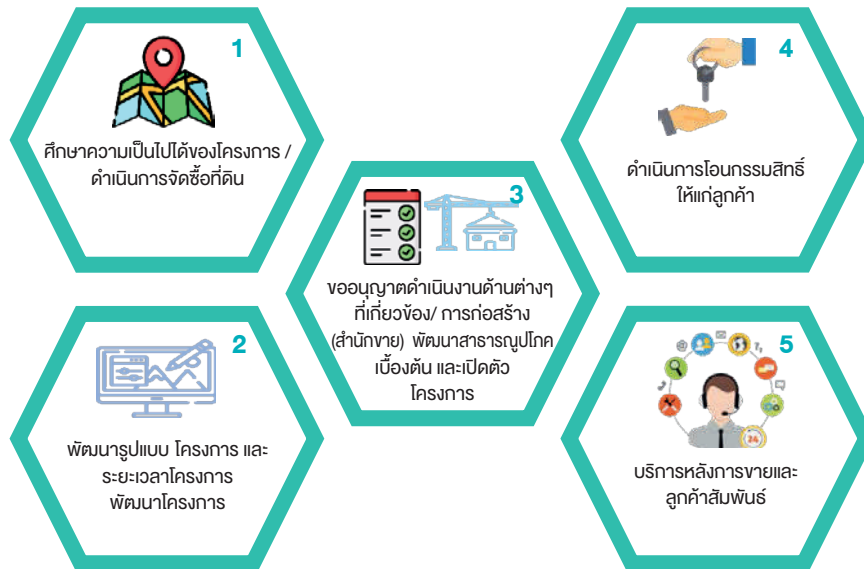 1
ศึกษาความเป็นไปได้ของโครงการ /
ดำเนินการจัดซื้อที่ดิน
2
พัฒนารูปแบบ โครงการ และ
ระยะเวลาโครงการ
พัฒนาโครงการ
3
ขออนุญาตดำเนินงานด้านต่างๆ
ที่เกี่ยวข้อง/ การก่อสร้าง
(สำนักขาย) พัฒนาสาธารณูปโภค
เบื้องต้น และเปิดตัว
โครงการ
4
ดำเนินการโอนกรรมสิทธิ์
ให้แก่ลูกค้า
5
24
บริการหลังการขายและ
ลูกค้าสัมพันธ์